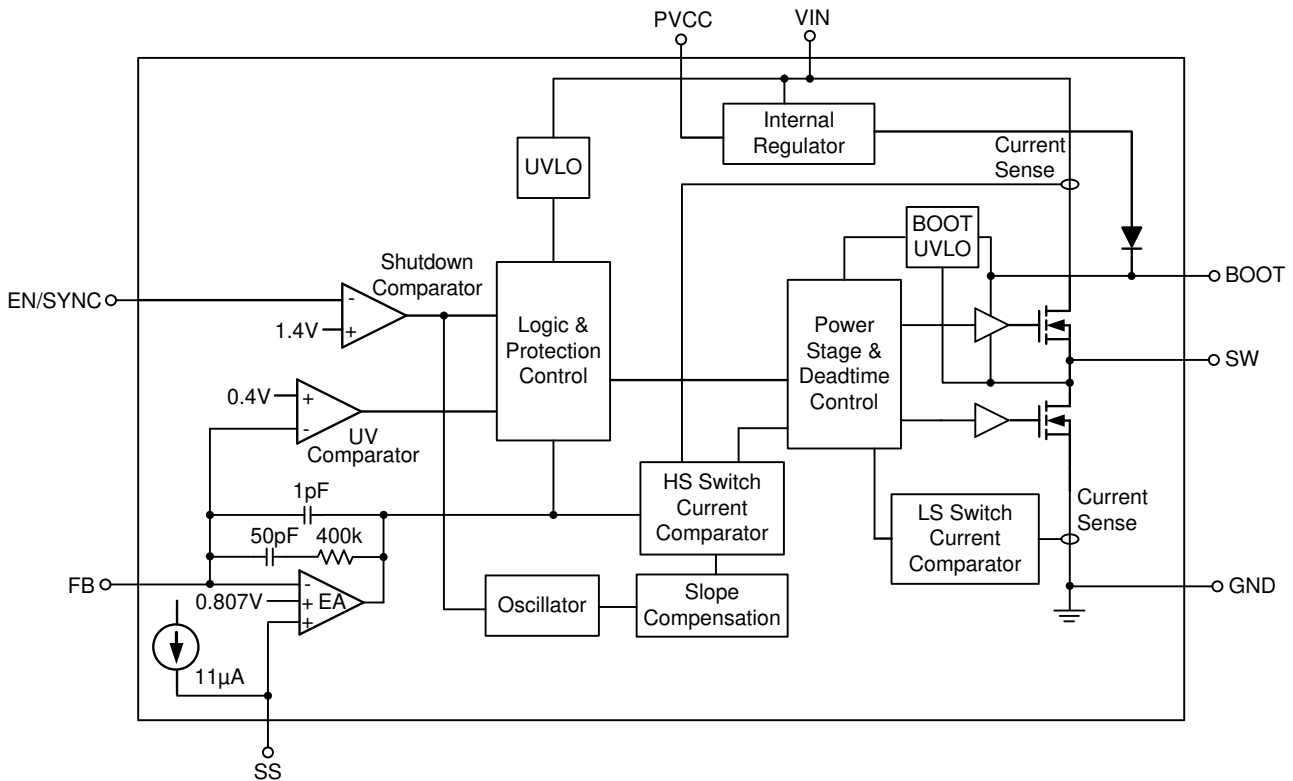 PVCC
VIN
Internal
Regulator
Current
Sense
UVLO
BOOT
UVLO
BOOT
Shutdown
Comparator
EN/SYNC
-
+
1.4V
Logic &
Protection
Control
Power
Stage &
Deadtime
Control
SW
0.4V
+
-
UV
Comparator
1pF
50pF
400k
HS Switch
Current
Comparator
LS Switch
Current
Comparator
Current
Sense
FB
0.807V
-
+
+
EA
Oscillator
Slope
Compensation
GND
11µA
SS